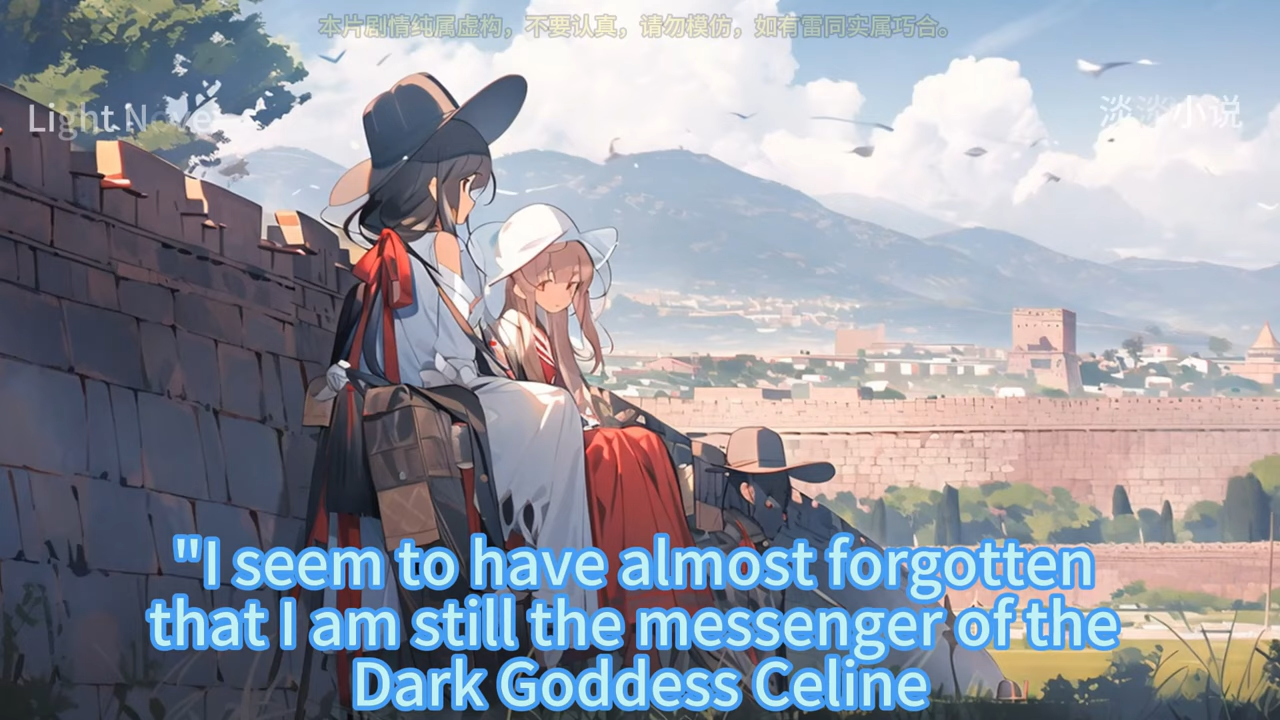 本片剧情纯属虚构，不要认真，请勿模仿，如有雷同实属巧合。
Light Novel
淡淡小说
"I seem to have almost forgotten
that I am still the messenger of the
Dark Goddess Celine